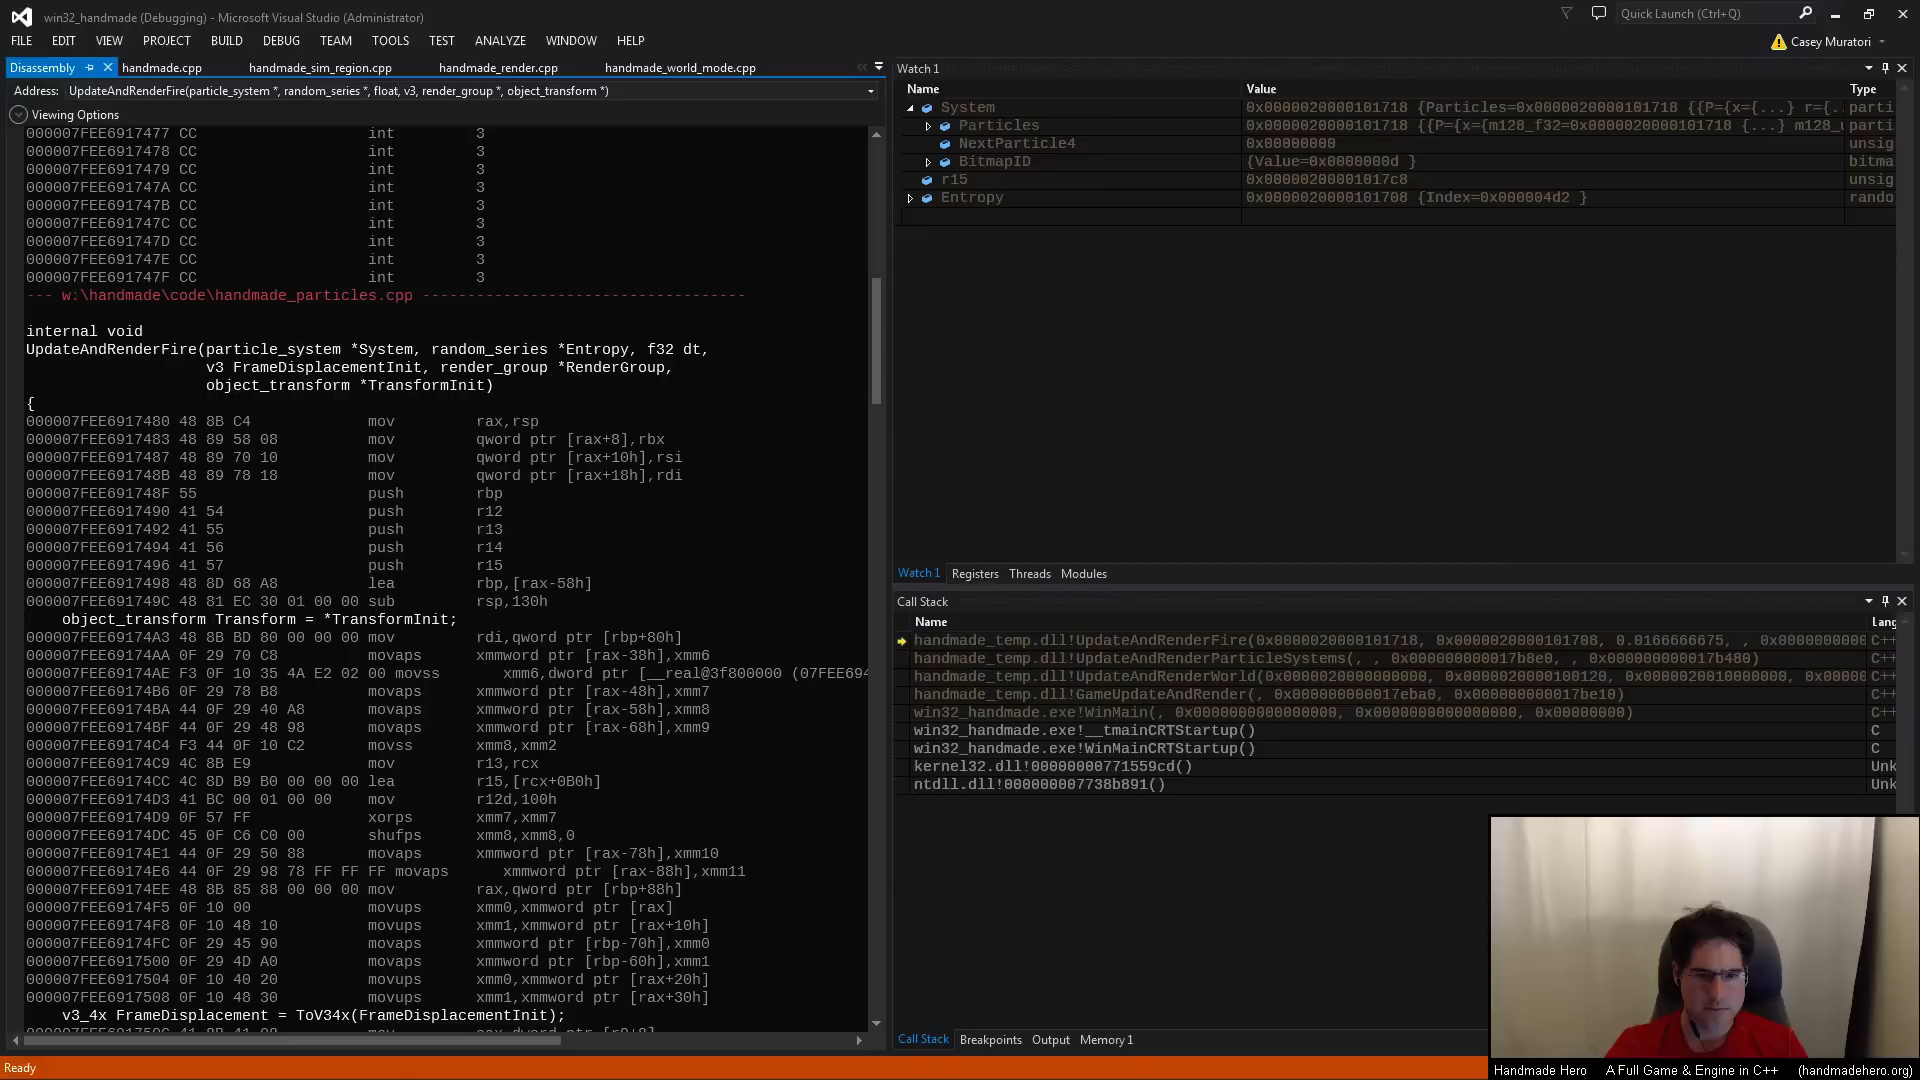 win32_handmade (Debugging) - Microsoft Visual Studio (Administrator)
Quick Launch (Ctrl+Q)
FILE EDIT VIEW PROJECT BUILD DEBUG TEAM TOOLS TEST ANALYZE WINDOW HELP
Casey Muratori
Disassembly handmade.cpp handmade_sim_region.cpp handmade_render.cpp handmade_world_mode.cpp
Address: UpdateAndRenderFire(particle_system *, random_series *, float, v3, render_group *, object_transform *)
Viewing Options
000007FEE6917477 CC int 3
000007FEE6917478 CC int 3
000007FEE6917479 CC int 3
000007FEE691747A CC int 3
000007FEE691747B CC int 3
000007FEE691747C CC int 3
000007FEE691747D CC int 3
000007FEE691747E CC int 3
000007FEE691747F CC int 3
--- w:\handmade\code\handmade_particles.cpp ------------------------------------
internal void
UpdateAndRenderFire(particle_system *System, random_series *Entropy, f32 dt,
v3 FrameDisplacementInit, render_group *RenderGroup,
object_transform *TransformInit)
{
000007FEE6917480 48 8B C4 mov rax,rsp
000007FEE6917483 48 89 58 08 mov qword ptr [rax+8],rbx
000007FEE6917487 48 89 70 10 mov qword ptr [rax+10h],rsi
000007FEE691748B 48 89 78 18 mov qword ptr [rax+18h],rdi
000007FEE691748F 55 push rbp
000007FEE6917490 41 54 push r12
000007FEE6917492 41 55 push r13
000007FEE6917494 41 56 push r14
000007FEE6917496 41 57 push r15
000007FEE6917498 48 8D 68 A8 lea rbp,[rax-58h]
000007FEE691749C 48 81 EC 30 01 00 00 sub rsp,130h
object_transform Transform = *TransformInit;
000007FEE69174A3 48 8B BD 80 00 00 00 mov rdi,qword ptr [rbp+80h]
000007FEE69174AA 0F 29 70 C8 movaps xmmword ptr [rax-38h],xmm6
000007FEE69174AE F3 0F 10 35 4A E2 02 00 movss xmm6,dword ptr [__real@3f800000 (07FEE694
000007FEE69174B6 0F 29 78 B8 movaps xmmword ptr [rax-48h],xmm7
000007FEE69174BA 44 0F 29 40 A8 movaps xmmword ptr [rax-58h],xmm8
000007FEE69174BF 44 0F 29 48 98 movaps xmmword ptr [rax-68h],xmm9
000007FEE69174C4 F3 44 0F 10 C2 movss xmm8,xmm2
000007FEE69174C9 4C 8B E9 mov r13,rcx
000007FEE69174CC 4C 8D B9 B0 00 00 00 lea r15,[rcx+0B0h]
000007FEE69174D3 41 BC 00 01 00 00 mov r12d,100h
000007FEE69174D9 0F 57 FF xorps xmm7,xmm7
000007FEE69174DC 45 0F C6 C0 00 shufps xmm8,xmm8,0
000007FEE69174E1 44 0F 29 50 88 movaps xmmword ptr [rax-78h],xmm10
000007FEE69174E6 44 0F 29 98 78 FF FF FF movaps xmmword ptr [rax-88h],xmm11
000007FEE69174EE 48 8B 85 88 00 00 00 mov rax,qword ptr [rbp+88h]
000007FEE69174F5 0F 10 00 movups xmm0,xmmword ptr [rax]
000007FEE69174F8 0F 10 48 10 movups xmm1,xmmword ptr [rax+10h]
000007FEE69174FC 0F 29 45 90 movaps xmmword ptr [rbp-70h],xmm0
000007FEE6917500 0F 29 4D A0 movaps xmmword ptr [rbp-60h],xmm1
000007FEE6917504 0F 10 40 20 movups xmm0,xmmword ptr [rax+20h]
000007FEE6917508 0F 10 48 30 movups xmm1,xmmword ptr [rax+30h]
v3_4x FrameDisplacement = ToV34x(FrameDisplacementInit);
Ready
Watch 1
Name Value Type
System 0x0000020000101718 {Particles=0x0000020000101718 {{P={x={...} r={.. parti
Particles 0x0000020000101718 {{P={x={m128_f32=0x0000020000101718 {...} m128_u parti
NextParticle4 0x00000000 unsig
BitmapID {Value=0x0000000d } bitma
r15 0x00000200001017c8 unsig
Entropy 0x0000020000101708 {Index=0x000004d2 } rando
Watch 1 Registers Threads Modules
Call Stack
Name Lang
handmade_temp.dll!UpdateAndRenderFire(0x0000020000101718, 0x0000020000101708, 0.0166666675, , 0x0000000000 C++
handmade_temp.dll!UpdateAndRenderParticleSystems(, , 0x000000000017b8e0, , 0x000000000017b480) C++
handmade_temp.dll!UpdateAndRenderWorld(0x0000020000000000, 0x0000020000100120, 0x0000020010000000, 0x00000 C++
handmade_temp.dll!GameUpdateAndRender(, 0x000000000017eba0, 0x000000000017be10) C++
win32_handmade.exe!WinMain(, 0x0000000000000000, 0x0000000000000000, 0x00000000) C++
win32_handmade.exe!__tmainCRTStartup() C
win32_handmade.exe!WinMainCRTStartup() C
kernel32.dll!00000000771559cd() Unk
ntdll.dll!000000007738b891() Unk
Call Stack Breakpoints Output Memory 1
Handmade Hero A Full Game & Engine in C++ (handmadehero.org)